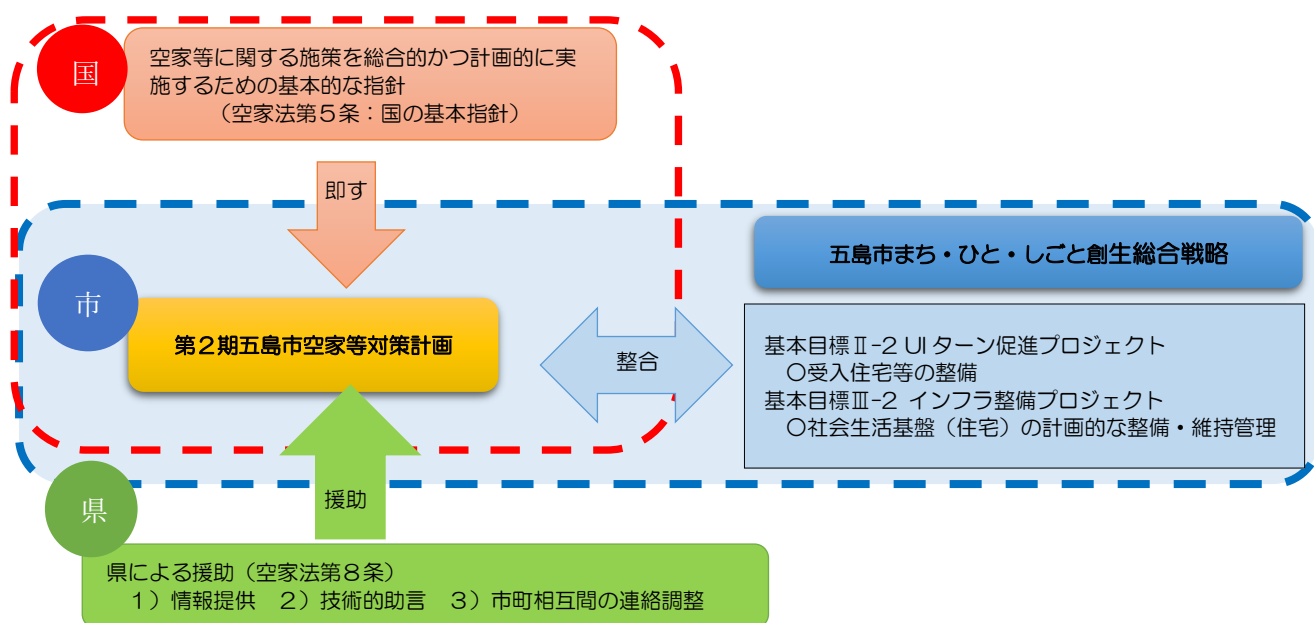 国
空家等に関する施策を総合的かつ計画的に実
施するための基本的な指針
（空家法第５条：国の基本指針）
即す
市
第２期五島市空家等対策計画
整合
五島市まち・ひと・しごと創生総合戦略
基本目標Ⅱ-2 UI ターン促進プロジェクト
〇受入住宅等の整備
基本目標Ⅲ-2 インフラ整備プロジェクト
〇社会生活基盤（住宅）の計画的な整備・維持管理
援助
県
県による援助（空家法第８条）
１）情報提供　２）技術的助言　３）市町相互間の連絡調整